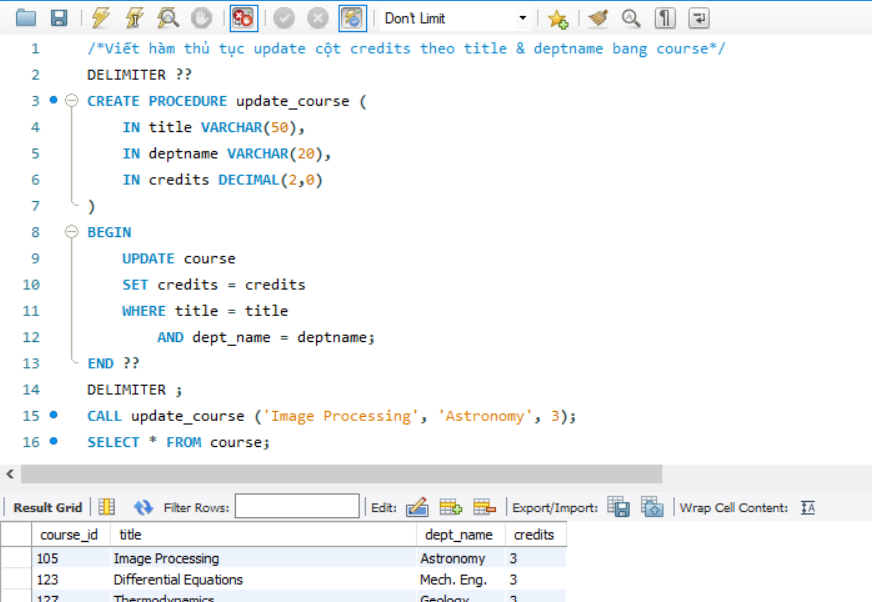 Don't Limit
1 /*Viết hàm thủ tục update cột credits theo title & deptname bang course*/
2 DELIMITER ??
3 CREATE PROCEDURE update_course (
4 IN title VARCHAR(50),
5 IN deptname VARCHAR(20),
6 IN credits DECIMAL(2,0)
7 )
8 BEGIN
9 UPDATE course
10 SET credits = credits
11 WHERE title = title
12 AND dept_name = deptname;
13 END ??
14 DELIMITER ;
15 CALL update_course ('Image Processing', 'Astronomy', 3);
16 SELECT * FROM course;
Result Grid Filter Rows: Edit: Export/Import: Wrap Cell Content:
course_id title dept_name credits
105 Image Processing Astronomy 3
123 Differential Equations Mech. Eng. 3
127 Thermodynamics Geology 3